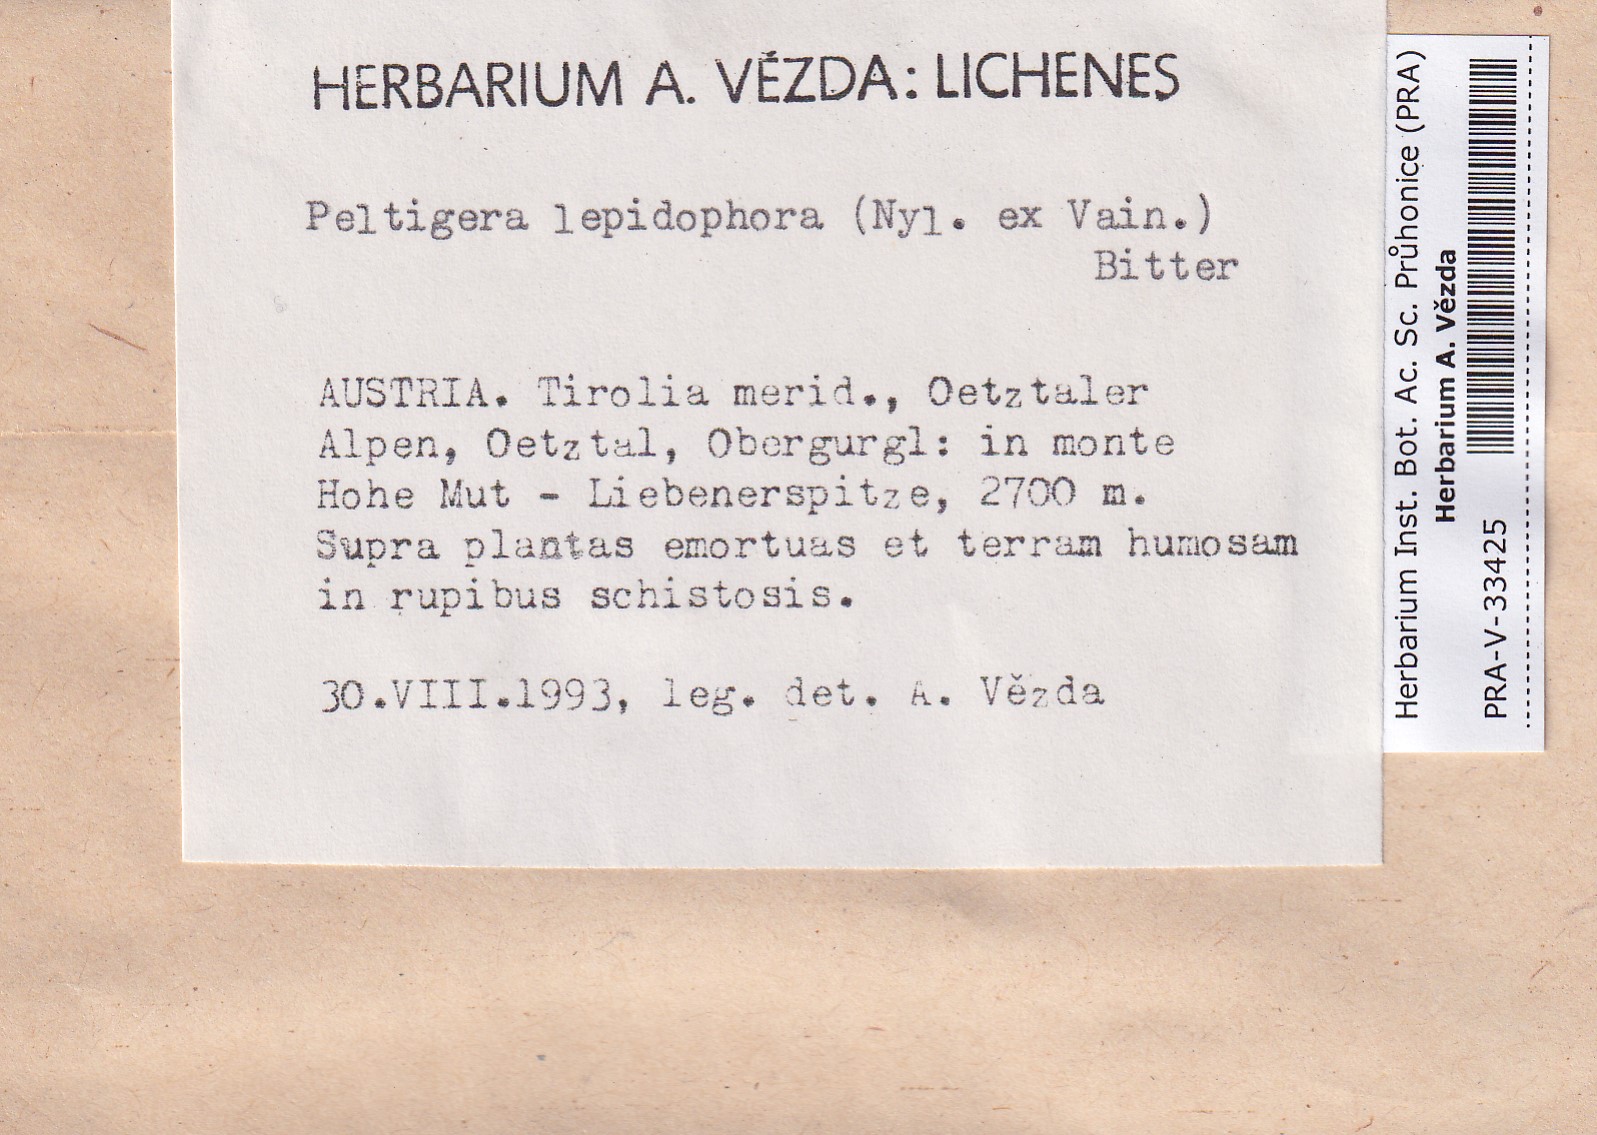 HERBARIUM A. VĚZDA: LICHENES
Peltigera lepidophora (Nyl. ex Vain.)
Bitter
AUSTRIA. Tirolia merid., Oetztaler
Alpen, Oetztal, Obergurgl: in monte
Hohe Mut - Liebenerspitze, 2700 m.
Supra plantas emortuas et terram humosam
in rupibus schistosis.
30.VIII.1993, leg. det. A. Vězda
Herbarium Inst. Bot. Ac. Sc. Průhonice (PRA)
Herbarium A. Vězda
PRA-V-33425